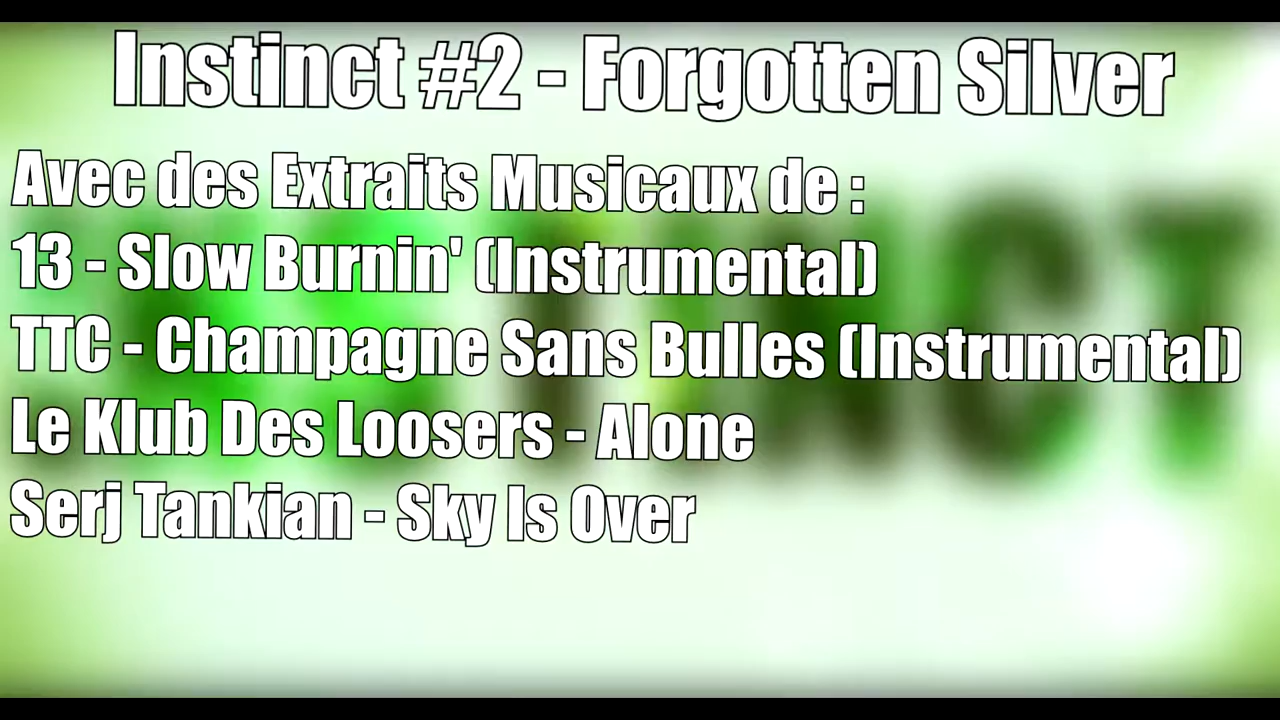 Instinct #2 - Forgotten Silver
Avec des Extraits Musicaux de :
13 - Slow Burnin' (Instrumental)
TTC - Champagne Sans Bulles (Instrumental)
Le Klub Des Loosers - Alone
Serj Tankian - Sky Is Over